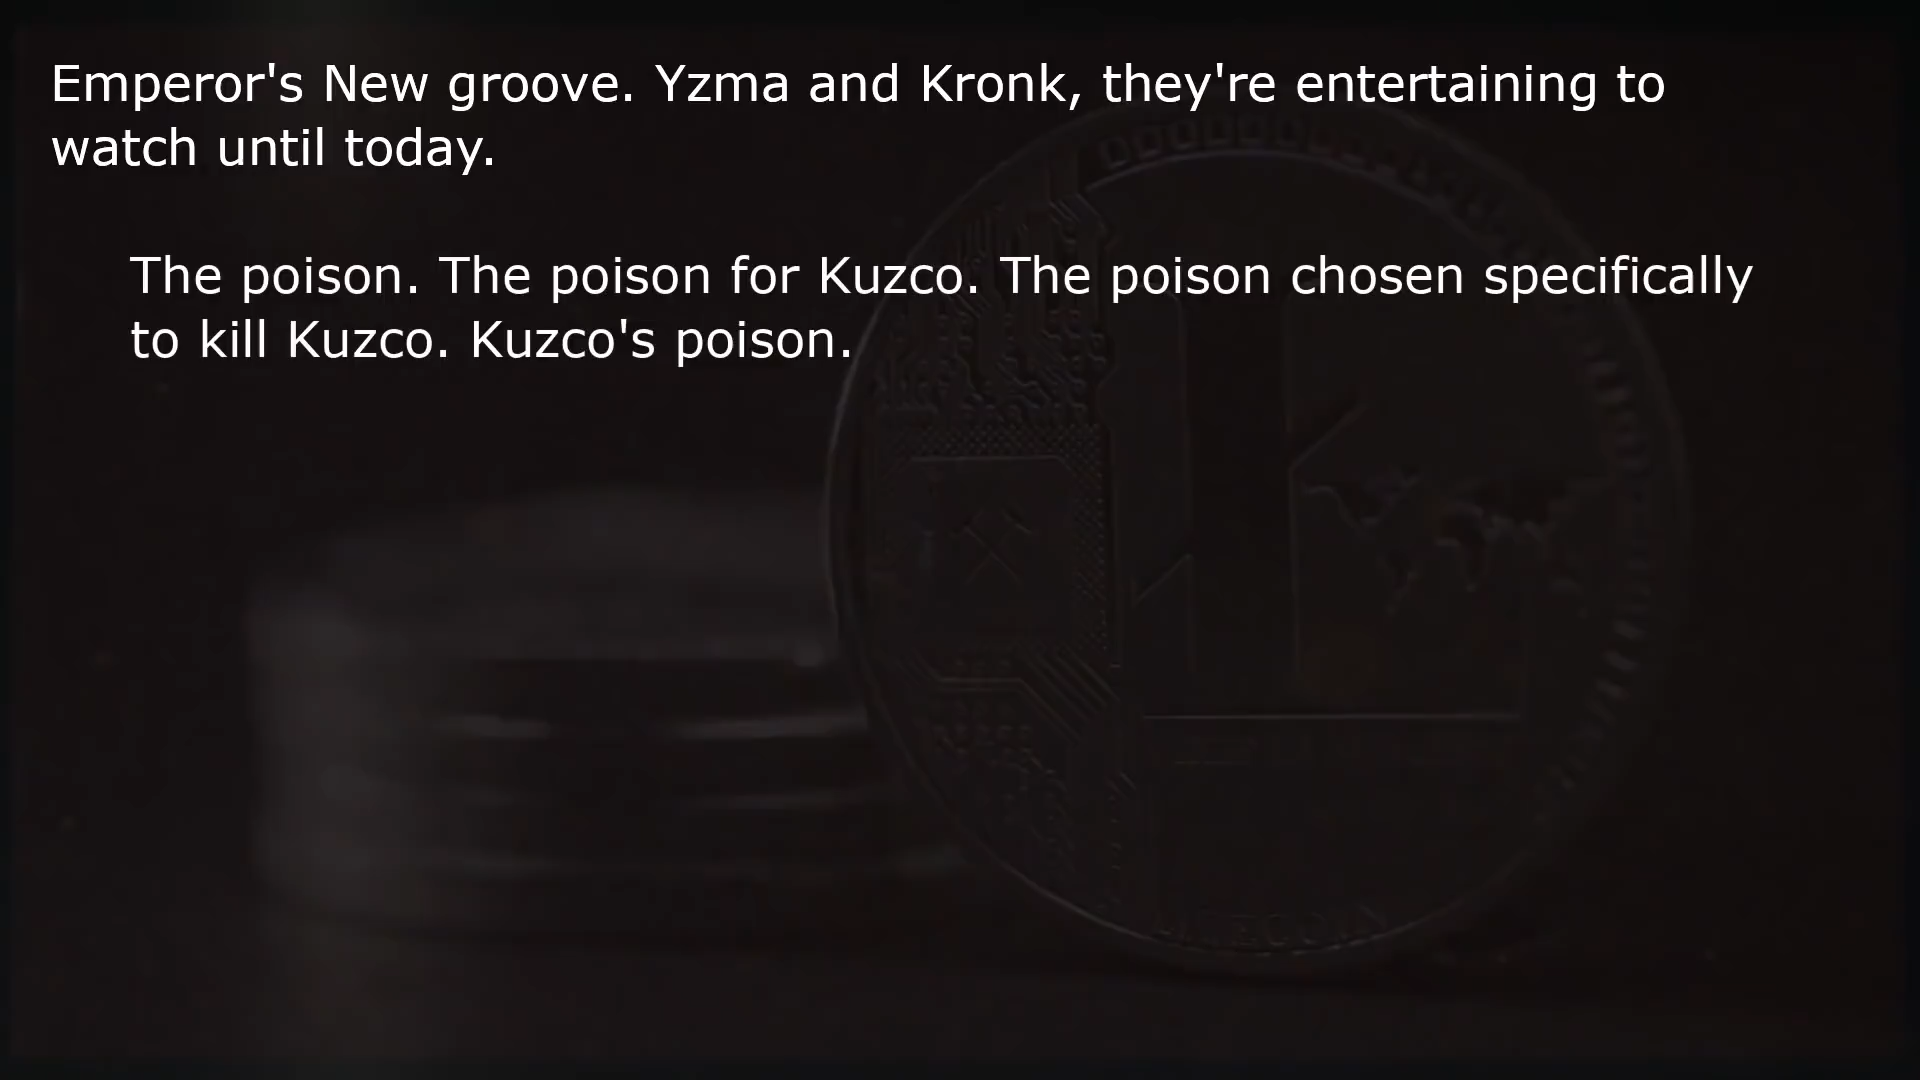 Emperor's New groove. Yzma and Kronk, they're entertaining to
watch until today.
The poison. The poison for Kuzco. The poison chosen specifically
to kill Kuzco. Kuzco's poison.